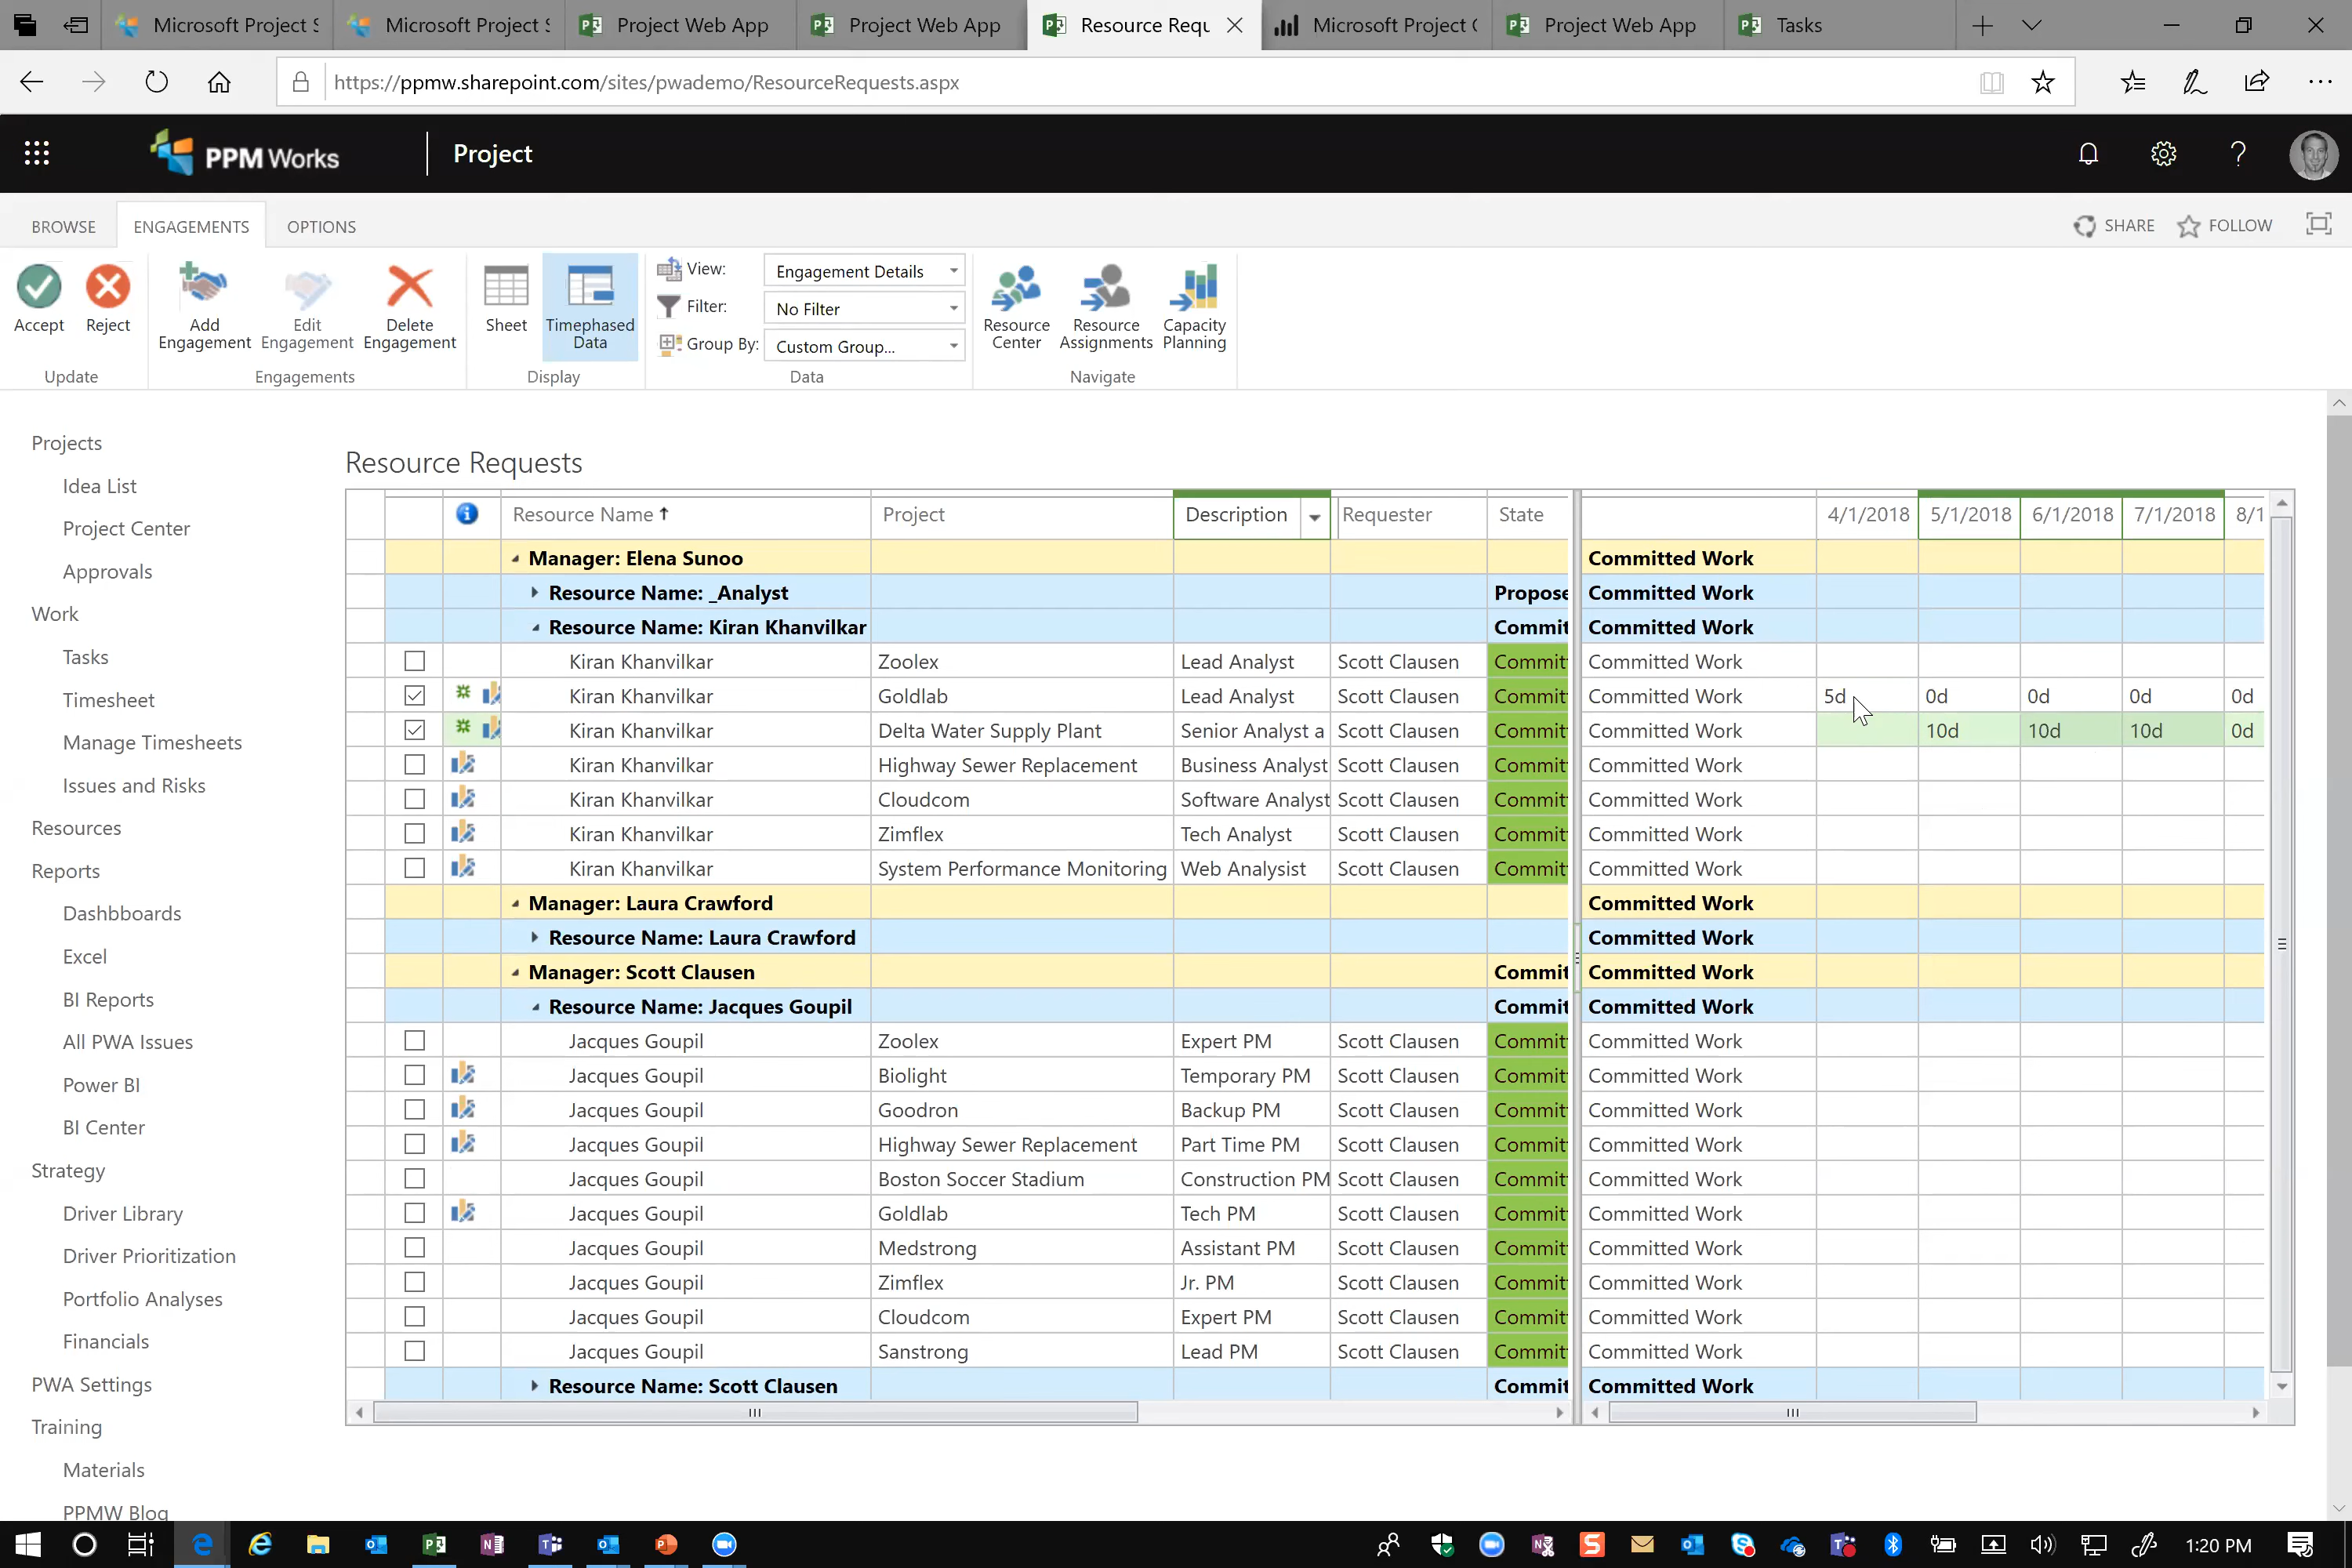 Microsoft Project S
Microsoft Project S
Project Web App
Project Web App
Resource Requ
Microsoft Project
Project Web App
Tasks
https://ppmw.sharepoint.com/sites/pwademo/ResourceRequests.aspx
PPM Works
Project
BROWSE ENGAGEMENTS OPTIONS
SHARE FOLLOW
Accept Reject
Update
Add Engagement
Edit Engagement
Delete Engagement
Engagements
Sheet
Timephased Data
Display
View: Engagement Details
Filter: No Filter
Group By: Custom Group...
Data
Resource Center
Resource Assignments
Capacity Planning
Navigate
Projects
Idea List
Project Center
Approvals
Work
Tasks
Timesheet
Manage Timesheets
Issues and Risks
Resources
Reports
Dashbboards
Excel
BI Reports
All PWA Issues
Power BI
BI Center
Strategy
Driver Library
Driver Prioritization
Portfolio Analyses
Financials
PWA Settings
Training
Materials
PPMW Blog
Resource Requests
Resource Name Project Description Requester State 4/1/2018 5/1/2018 6/1/2018 7/1/2018 8/1
Manager: Elena Sunoo Committed Work
Resource Name: _Analyst Propose Committed Work
Resource Name: Kiran Khanvilkar Commit Committed Work
Kiran Khanvilkar Zoolex Lead Analyst Scott Clausen Commit Committed Work
Kiran Khanvilkar Goldlab Lead Analyst Scott Clausen Commit Committed Work 5d 0d 0d 0d 0d
Kiran Khanvilkar Delta Water Supply Plant Senior Analyst a Scott Clausen Commit Committed Work 10d 10d 10d 0d
Kiran Khanvilkar Highway Sewer Replacement Business Analyst Scott Clausen Commit Committed Work
Kiran Khanvilkar Cloudcom Software Analyst Scott Clausen Commit Committed Work
Kiran Khanvilkar Zimflex Tech Analyst Scott Clausen Commit Committed Work
Kiran Khanvilkar System Performance Monitoring Web Analysist Scott Clausen Commit Committed Work
Manager: Laura Crawford Committed Work
Resource Name: Laura Crawford Committed Work
Manager: Scott Clausen Commit Committed Work
Resource Name: Jacques Goupil Commit Committed Work
Jacques Goupil Zoolex Expert PM Scott Clausen Commit Committed Work
Jacques Goupil Biolight Temporary PM Scott Clausen Commit Committed Work
Jacques Goupil Goodron Backup PM Scott Clausen Commit Committed Work
Jacques Goupil Highway Sewer Replacement Part Time PM Scott Clausen Commit Committed Work
Jacques Goupil Boston Soccer Stadium Construction PM Scott Clausen Commit Committed Work
Jacques Goupil Goldlab Tech PM Scott Clausen Commit Committed Work
Jacques Goupil Medstrong Assistant PM Scott Clausen Commit Committed Work
Jacques Goupil Zimflex Jr. PM Scott Clausen Commit Committed Work
Jacques Goupil Cloudcom Expert PM Scott Clausen Commit Committed Work
Jacques Goupil Sanstrong Lead PM Scott Clausen Commit Committed Work
Resource Name: Scott Clausen Commit Committed Work
1:20 PM